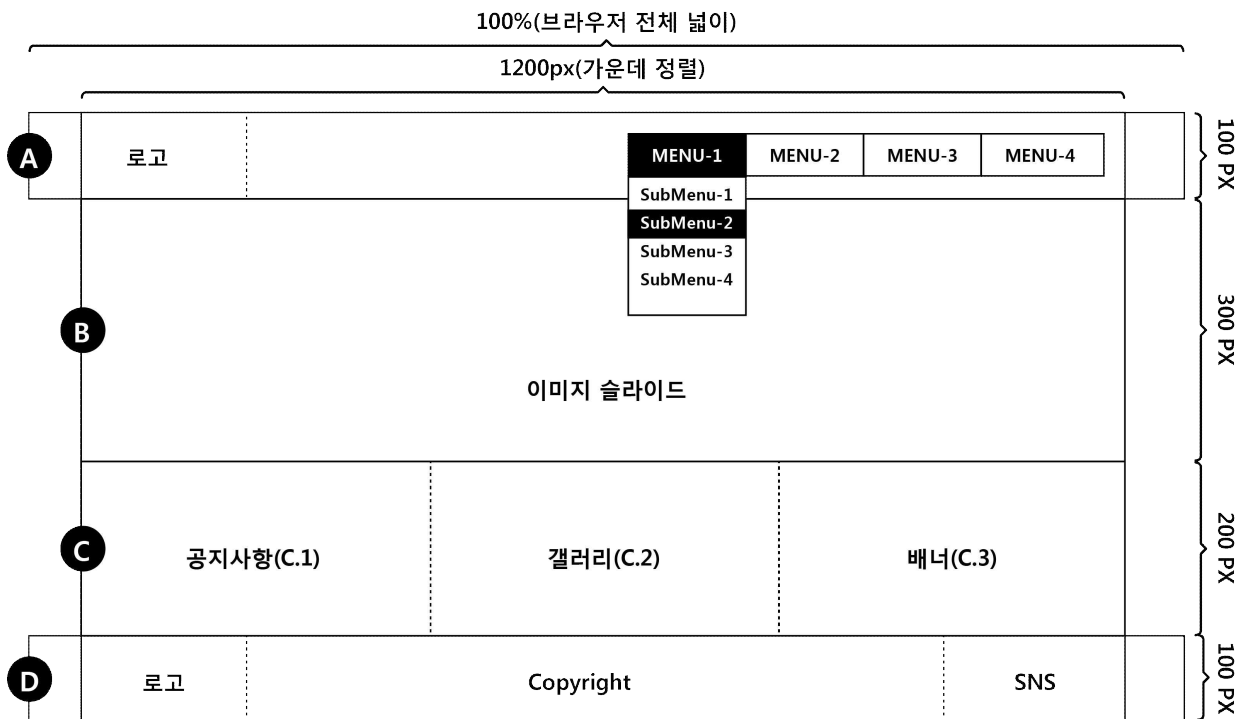 100%(브라우저 전체 넓이)
1200px(가운데 정렬)
A
로고
MENU-1 MENU-2 MENU-3 MENU-4
100 PX
SubMenu-1
SubMenu-2
SubMenu-3
SubMenu-4
B
이미지 슬라이드
300 PX
C
공지사항(C.1) 갤러리(C.2) 배너(C.3)
200 PX
D
로고 Copyright SNS
100 PX